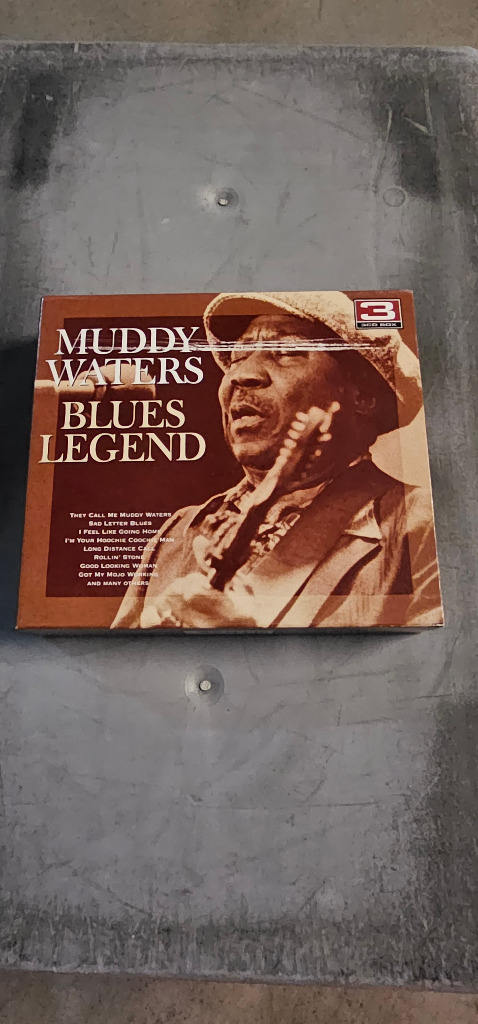 3
3CD BOX
MUDDY
WATERS
BLUES
LEGEND
THEY CALL ME MUDDY WATERS
SAD LETTER BLUES
I FEEL LIKE GOING HOME
I'M YOUR HOOCHIE COOCHIE MAN
LONG DISTANCE CALL
ROLLIN' STONE
GOOD LOOKING WOMAN
GOT MY MOJO WORKING
AND MANY OTHERS